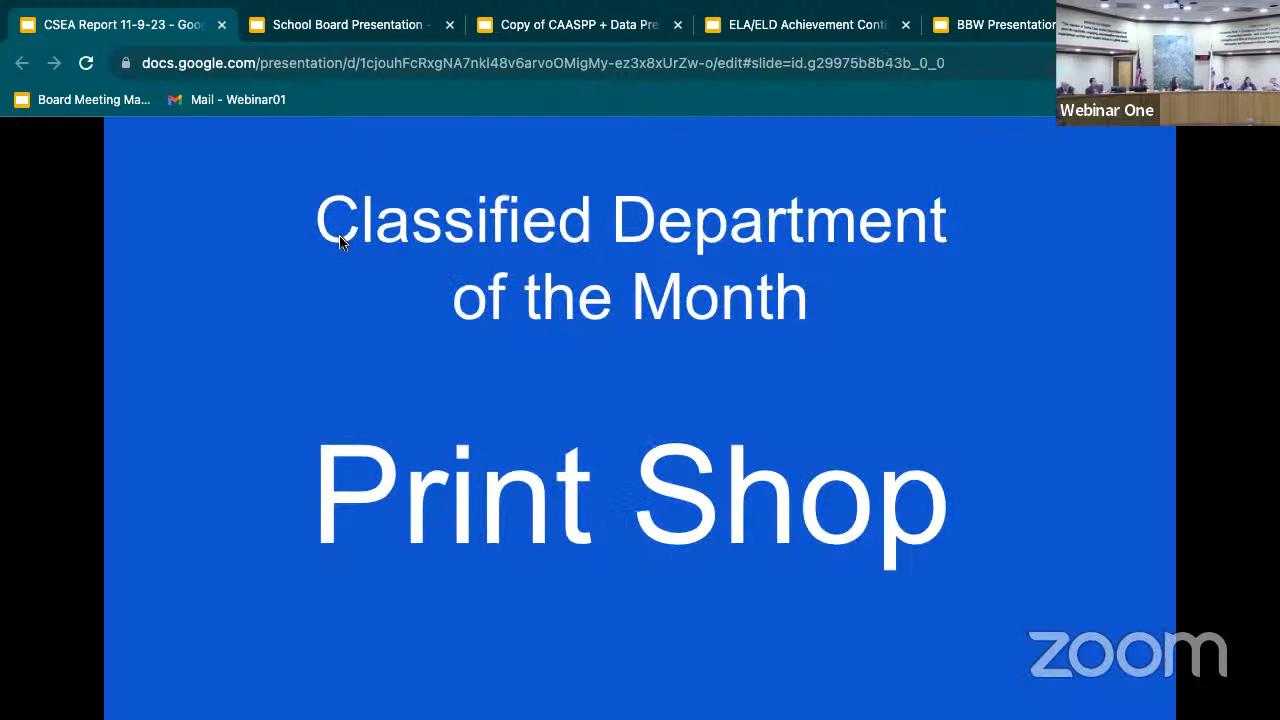 CSEA Report 11-9-23 - Goo
School Board Presentation -
Copy of CAASPP + Data Pre
ELA/ELD Achievement Conti
BBW Presentation
docs.google.com/presentation/d/1cjouhFcRxgNA7nkl48v6arvoOMigMy-ez3x8xUrZw-o/edit#slide=id.g29975b8b43b_0_0
Board Meeting Ma...
Mail - Webinar01
Webinar One
Classified Department
of the Month
Print Shop
zoom